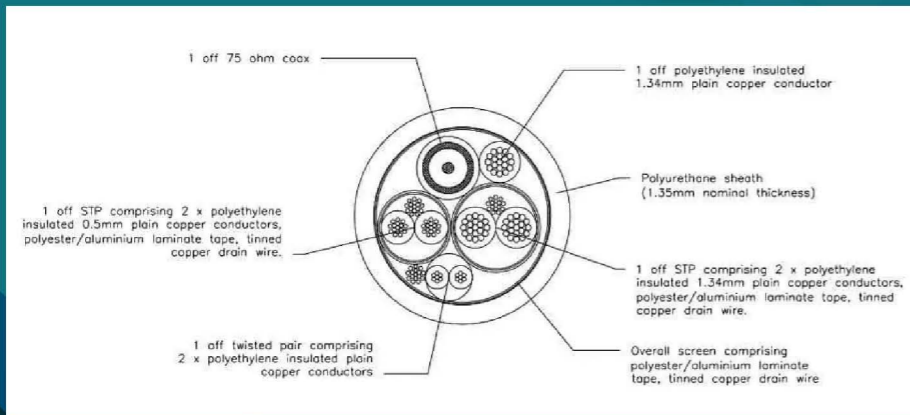 1 off 75 ohm coax
1 off polyethylene insulated
1.34mm plain copper conductor
Polyurethane sheath
(1.35mm nominal thickness)
1 off STP comprising 2 x polyethylene
insulated 0.5mm plain copper conductors,
polyester/aluminium laminate tape, tinned
copper drain wire.
1 off STP comprising 2 x polyethylene
insulated 1.34mm plain copper conductors,
polyester/aluminium laminate tape, tinned
copper drain wire.
1 off twisted pair comprising
2 x polyethylene insulated plain
copper conductors
Overall screen comprising
polyester/aluminium laminate
tape, tinned copper drain wire